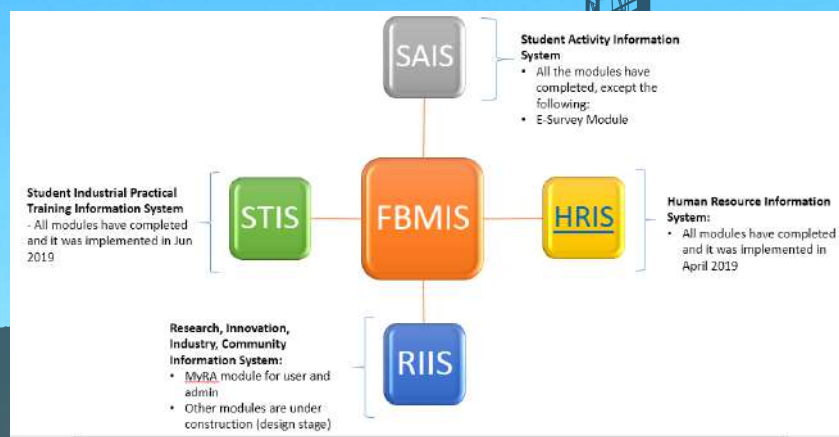 SAIS
Student Activity Information
System
• All the modules have
completed, except the
following:
• E-Survey Module
Student Industrial Practical
Training Information System
- All modules have completed
and it was implemented in Jun
2019
STIS
FBMIS
HRIS
Human Resource Information
System:
• All modules have completed
and it was implemented in
April 2019
Research, Innovation,
Industry, Community
Information System:
• MyRA module for user and
admin
• Other modules are under
construction (design stage)
RIIS